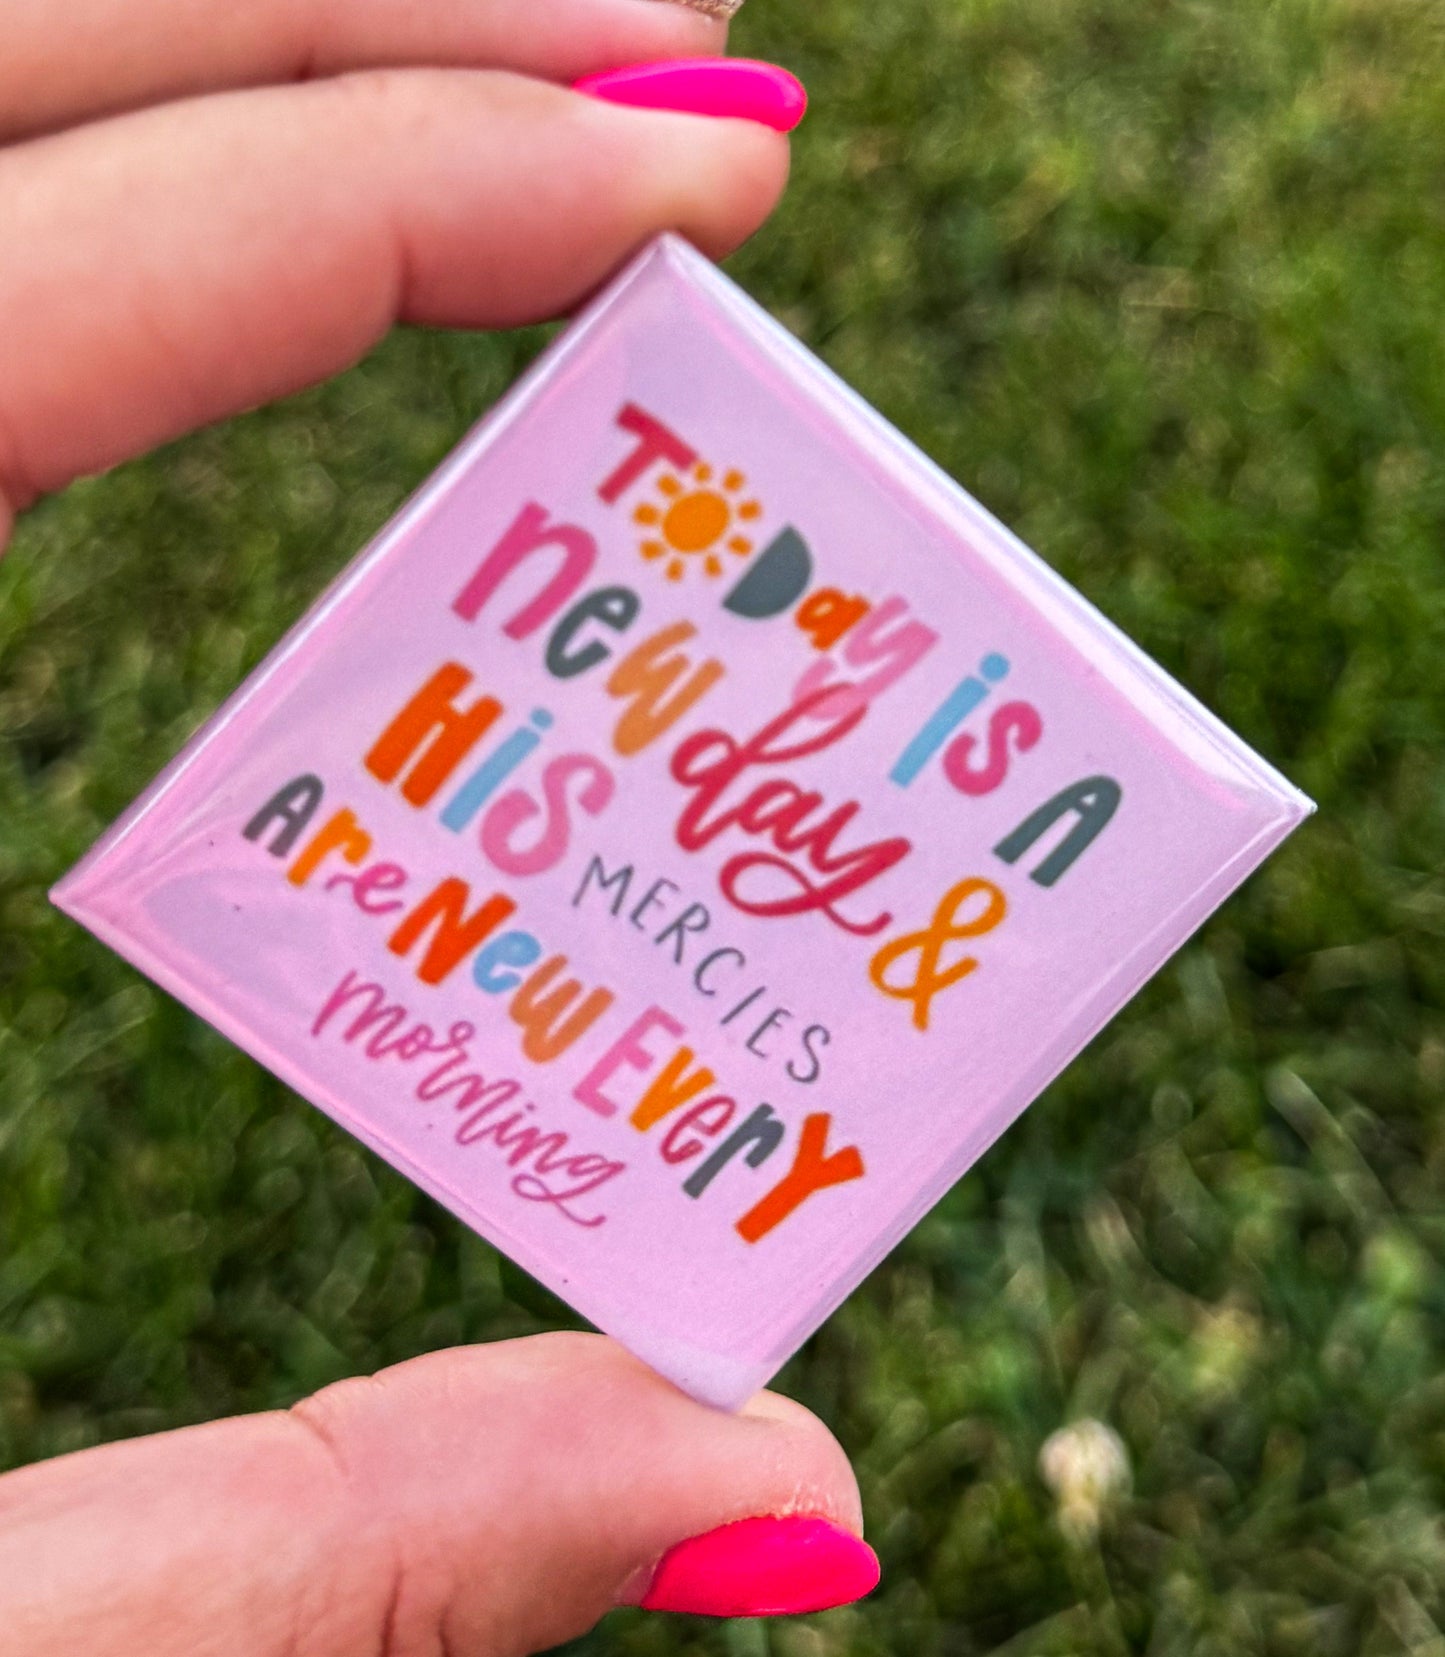 TODay is A
new day &
His MERCIES
Are New EverY
morning